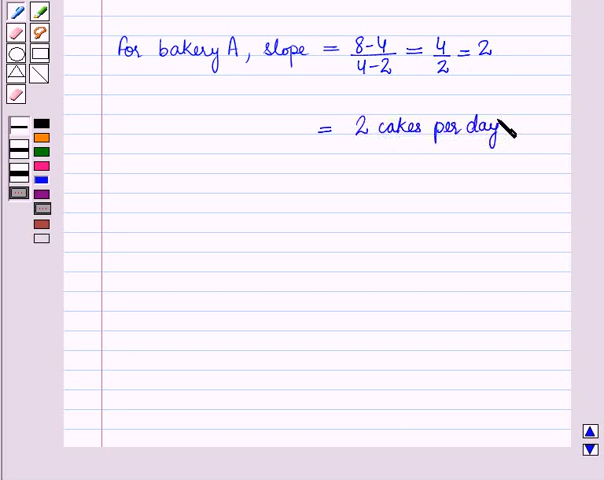 for bakery A, slope = 8-4/4-2 = 4/2 = 2
= 2 cakes per day